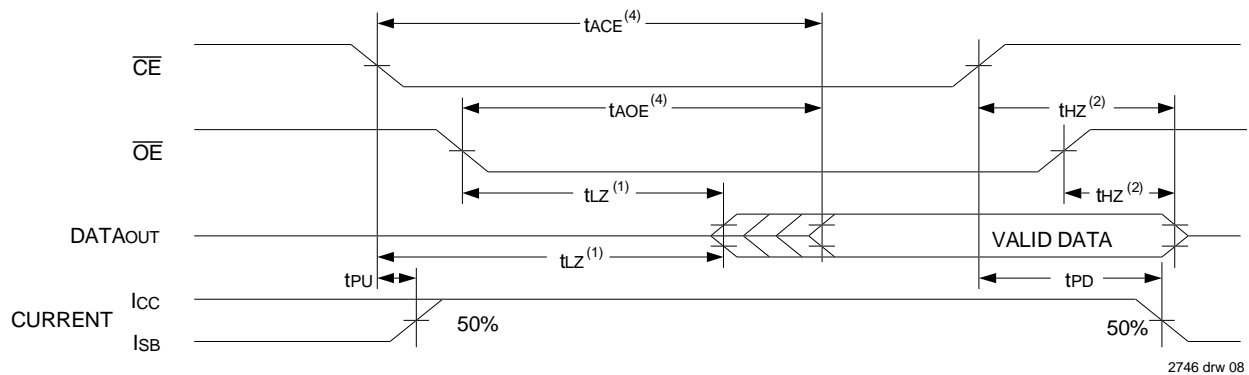 tACE(4)
CE
tAOE(4)
tHZ(2)
OE
tLZ(1)
tHZ(2)
DATAOUT
VALID DATA
tLZ(1)
tPU
tPD
ICC
CURRENT
50%
50%
ISB
2746 drw 08